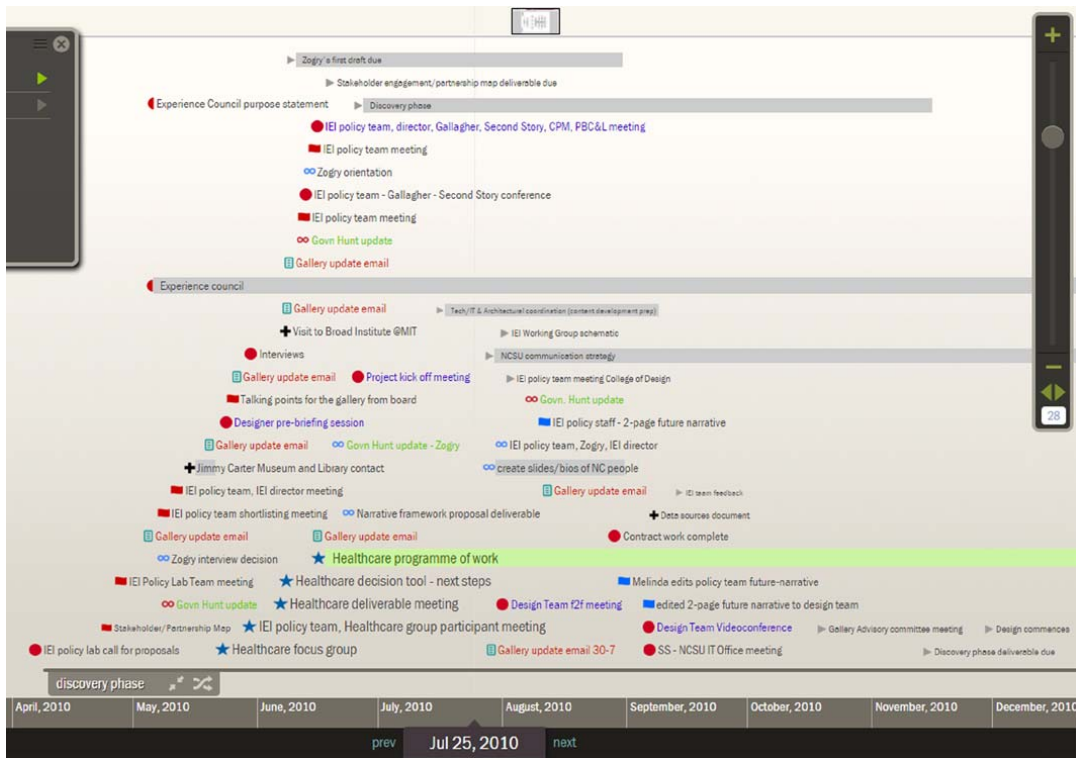 Zogry's first draft due
Stakeholder engagement/partnership map deliverable due
Experience Council purpose statement Discovery phase
IEI policy team, director, Gallagher, Second Story, CPM, PBC&L meeting
IEI policy team meeting
Zogry orientation
IEI policy team - Gallagher - Second Story conference
IEI policy team meeting
Govn Hunt update
Gallery update email
Experience council
Gallery update email Tech/IT & Architectural coordination (content development prep)
Visit to Broad Institute @MIT IEI Working Group schematic
Interviews NCSU communication strategy
Gallery update email Project kick off meeting IEI policy team meeting College of Design
Talking points for the gallery from board Govn. Hunt update
Designer pre-briefing session IEI policy staff - 2-page future narrative
Gallery update email Govn Hunt update - Zogry IEI policy team, Zogry, IEI director
Jimmy Carter Museum and Library contact create slides/bios of NC people
IEI policy team, IEI director meeting Gallery update email IEI team feedback
IEI policy team shortlisting meeting Narrative framework proposal deliverable Data sources document
Gallery update email Gallery update email Contract work complete
Zogry interview decision Healthcare programme of work
IEI Policy Lab Team meeting Healthcare decision tool - next steps Melinda edits policy team future-narrative
Govn Hunt update Healthcare deliverable meeting Design Team f2f meeting edited 2-page future narrative to design team
Stakeholder/Partnership Map IEI policy team, Healthcare group participant meeting Design Team Videoconference Gallery Advisory committee meeting Design commences
IEI policy lab call for proposals Healthcare focus group Gallery update email 30-7 SS - NCSU IT Office meeting Discovery phase deliverable due
28
discovery phase
April, 2010 May, 2010 June, 2010 July, 2010 August, 2010 September, 2010 October, 2010 November, 2010 December, 2010
prev Jul 25, 2010 next